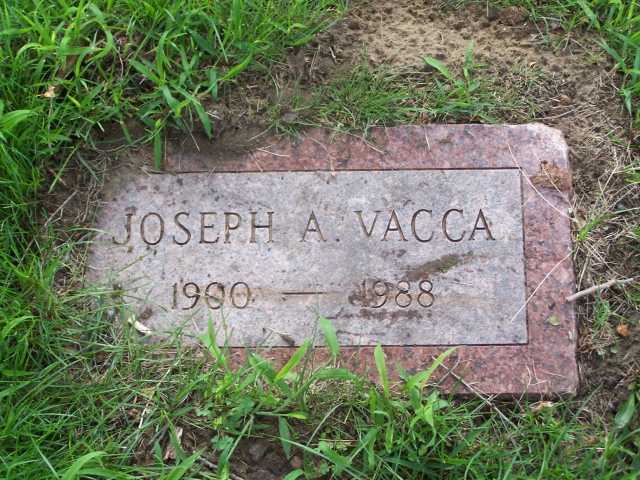 JOSEPH A. VACCA
1900 — 1988